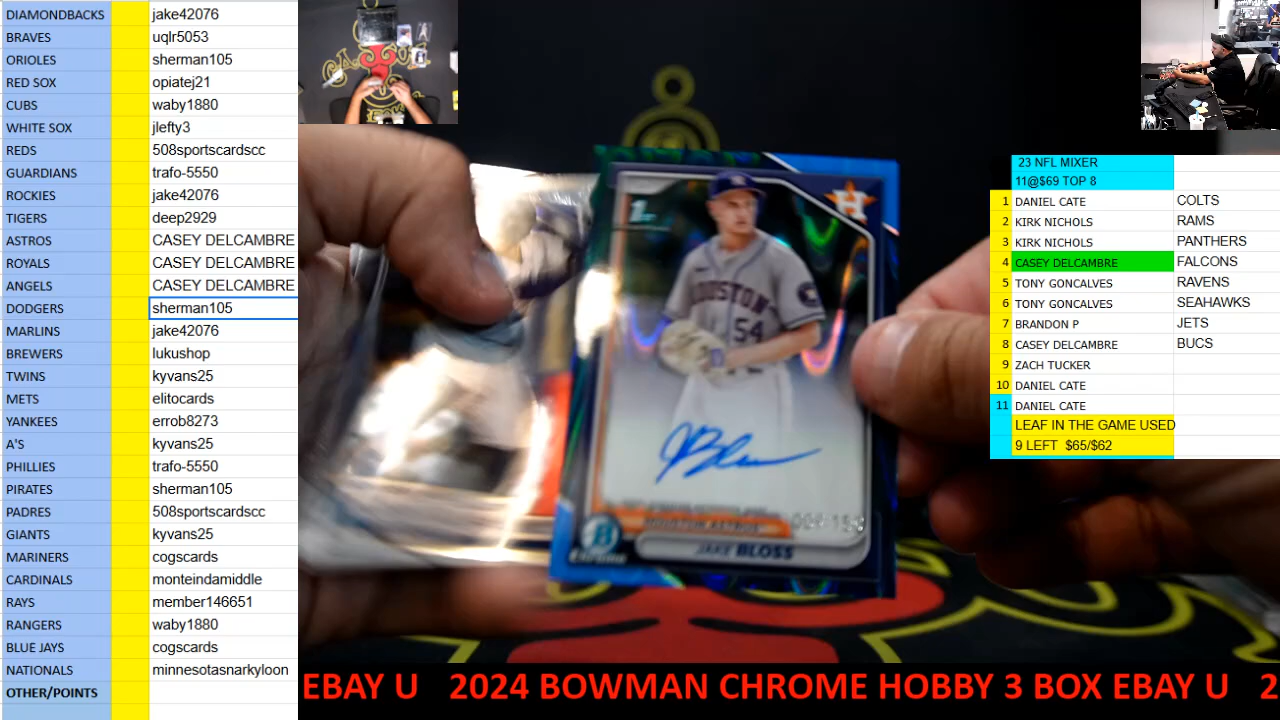 DIAMONDBACKS jake42076
BRAVES uqlr5053
ORIOLES sherman105
RED SOX opiatej21
CUBS waby1880
WHITE SOX jlefty3
REDS 508sportscardscc
GUARDIANS trafo-5550
ROCKIES jake42076
TIGERS deep2929
ASTROS CASEY DELCAMBRE
ROYALS CASEY DELCAMBRE
ANGELS CASEY DELCAMBRE
DODGERS sherman105
MARLINS jake42076
BREWERS lukushop
TWINS kyvans25
METS elitocards
YANKEES errob8273
A'S kyvans25
PHILLIES trafo-5550
PIRATES sherman105
PADRES 508sportscardscc
GIANTS kyvans25
MARINERS cogscards
CARDINALS monteindamiddle
RAYS member146651
RANGERS waby1880
BLUE JAYS cogscards
NATIONALS minnesotasnarkyloon
OTHER/POINTS
1st
H
HOUSTON
54
HOUSTON ASTROS
B
Chrome
JAKE BLOSS
23 NFL MIXER
11@$69 TOP 8
1 DANIEL CATE COLTS
2 KIRK NICHOLS RAMS
3 KIRK NICHOLS PANTHERS
4 CASEY DELCAMBRE FALCONS
5 TONY GONCALVES RAVENS
6 TONY GONCALVES SEAHAWKS
7 BRANDON P JETS
8 CASEY DELCAMBRE BUCS
9 ZACH TUCKER
10 DANIEL CATE
11 DANIEL CATE
LEAF IN THE GAME USED
9 LEFT $65/$62
EBAY U 2024 BOWMAN CHROME HOBBY 3 BOX EBAY U 2